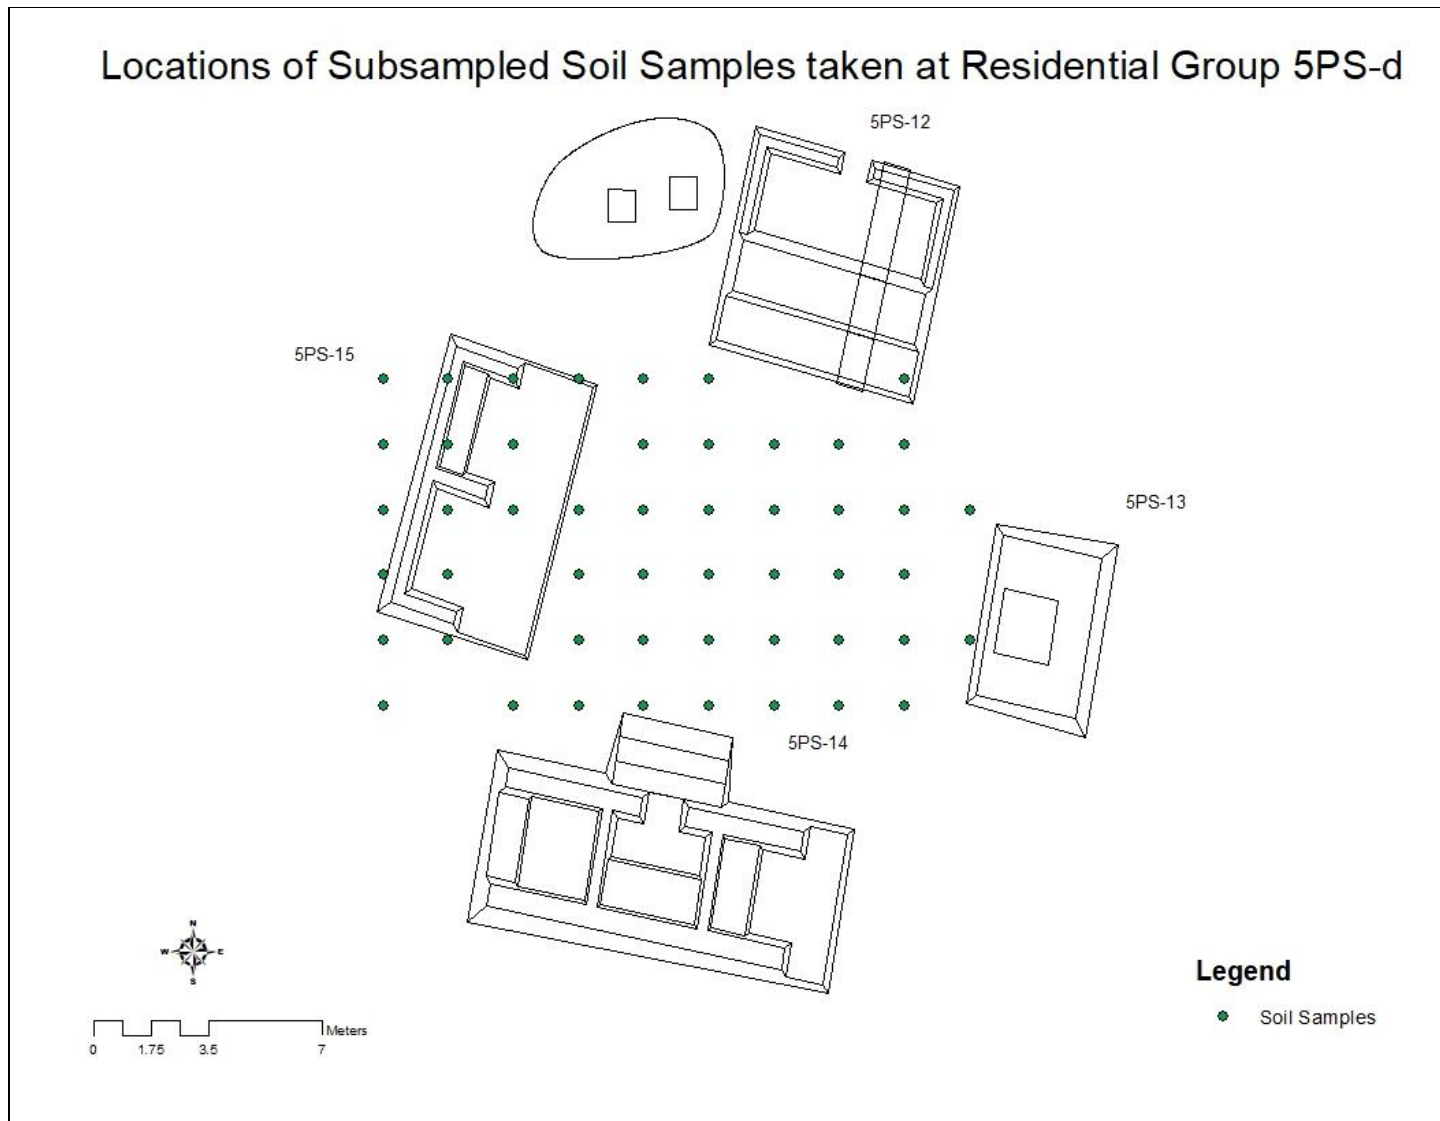 Locations of Subsampled Soil Samples taken at Residential Group 5PS-d
5PS-12
5PS-15
5PS-13
5PS-14
N
W E
S
Meters
0 1.75 3.5 7
Legend
Soil Samples